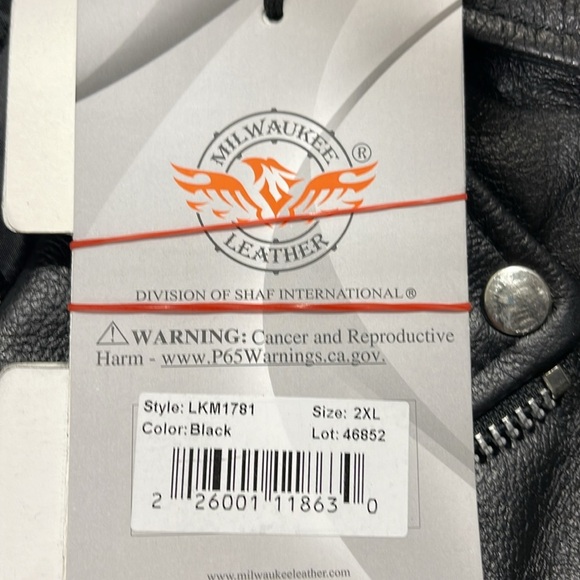 MILWAUKEE
®
LEATHER
DIVISION OF SHAF INTERNATIONAL®
WARNING: Cancer and Reproductive
Harm - www.P65Warnings.ca.gov.
Style: LKM1781 Size: 2XL
Color: Black Lot: 46852
2 26001 11863 0
www.milwaukeeleather.com